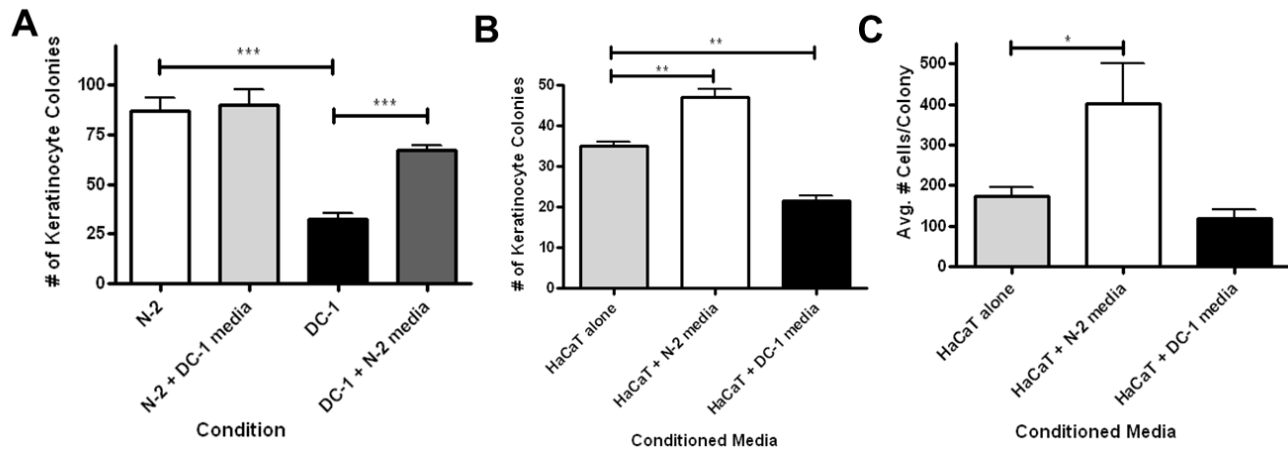 A
# of Keratinocyte Colonies
100
75
50
25
0
***
***
N-2
N-2 + DC-1 media
DC-1
DC-1 + N-2 media
Condition
B
# of Keratinocyte Colonies
50
40
30
20
10
0
**
**
HaCaT alone
HaCaT + N-2 media
HaCaT + DC-1 media
Conditioned Media
C
Avg. # Cells/Colony
500
400
300
200
100
0
*
HaCaT alone
HaCaT + N-2 media
HaCaT + DC-1 media
Conditioned Media